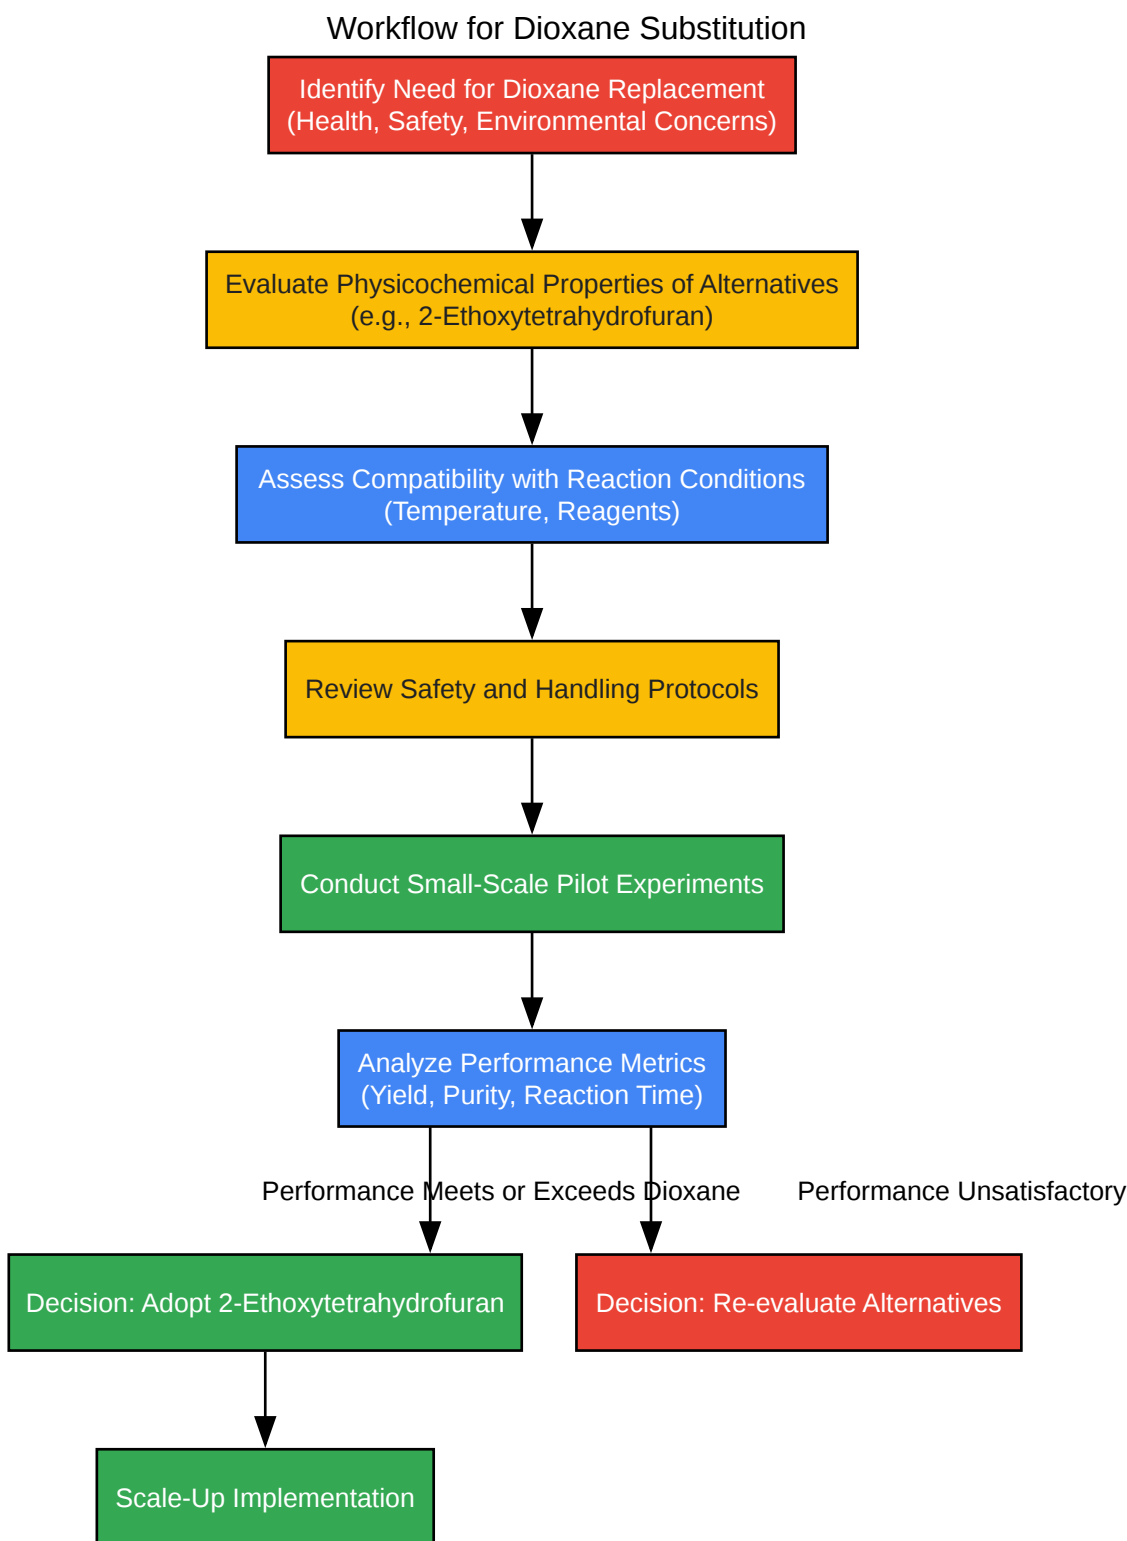 Workflow for Dioxane Substitution
Identify Need for Dioxane Replacement
(Health, Safety, Environmental Concerns)
Evaluate Physicochemical Properties of Alternatives
(e.g., 2-Ethoxytetrahydrofuran)
Assess Compatibility with Reaction Conditions
(Temperature, Reagents)
Review Safety and Handling Protocols
Conduct Small-Scale Pilot Experiments
Analyze Performance Metrics
(Yield, Purity, Reaction Time)
Performance Meets or Exceeds Dioxane
Performance Unsatisfactory
Decision: Adopt 2-Ethoxytetrahydrofuran
Decision: Re-evaluate Alternatives
Scale-Up Implementation